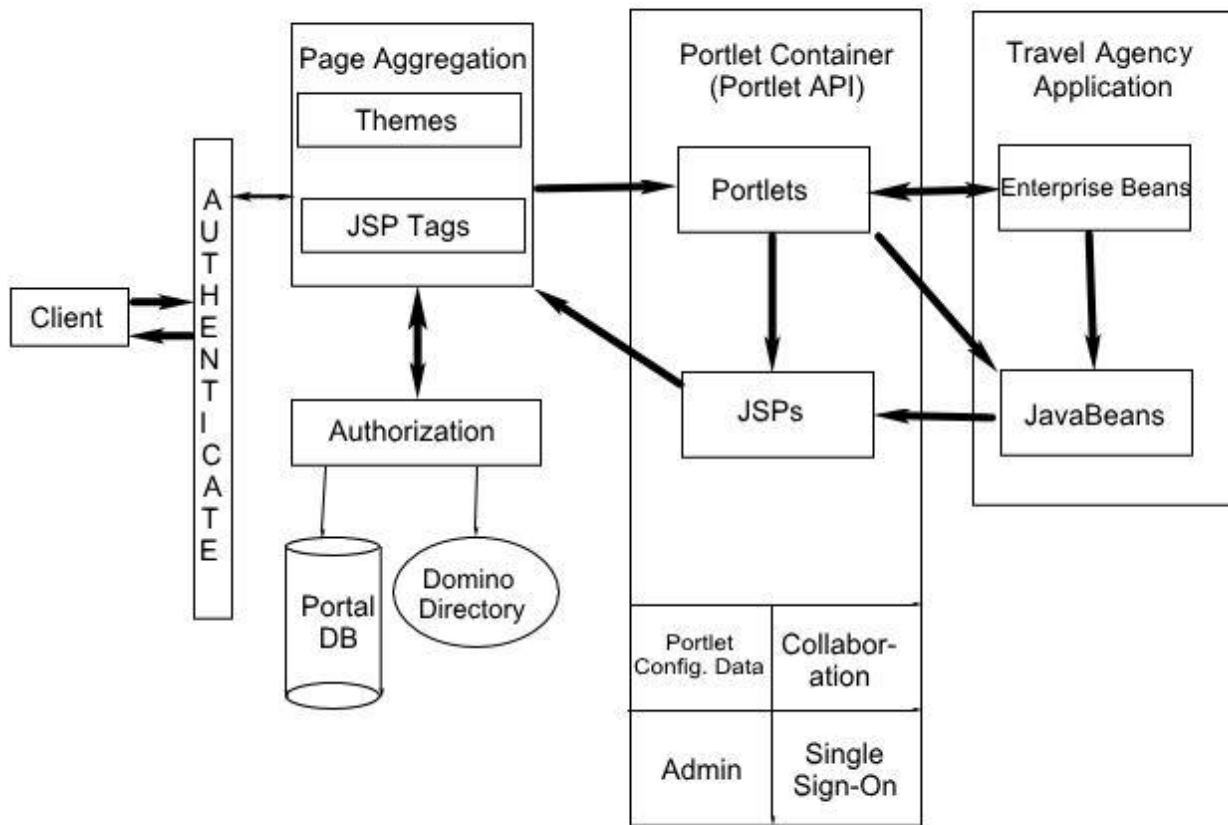 Page Aggregation
Themes
JSP Tags
AUTHENTICATE
Client
Authorization
Portal
DB
Domino
Directory
Portlet Container
(Portlet API)
Portlets
JSPs
Portlet
Config. Data
Collabor-
ation
Admin
Single
Sign-On
Travel Agency
Application
Enterprise Beans
JavaBeans